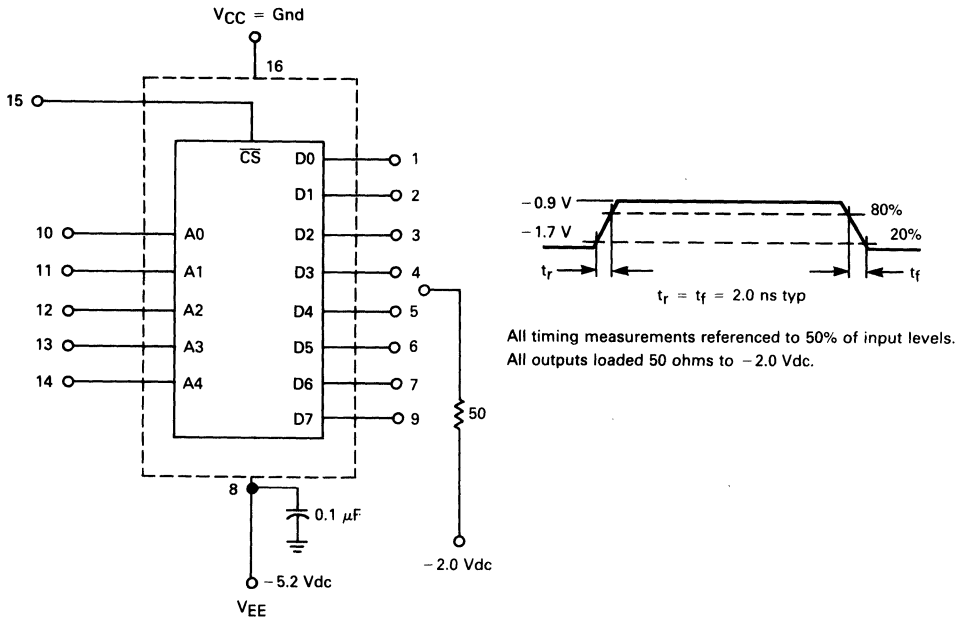 VCC = Gnd
16
15
CS
D0 1
D1 2
10 A0 D2 3
11 A1 D3 4
12 A2 D4 5
13 A3 D5 6
14 A4 D6 7
D7 9
50
8
0.1 μF
−2.0 Vdc
−5.2 Vdc
VEE
−0.9 V
80%
−1.7 V
20%
tr
tf
tr = tf = 2.0 ns typ
All timing measurements referenced to 50% of input levels.
All outputs loaded 50 ohms to −2.0 Vdc.